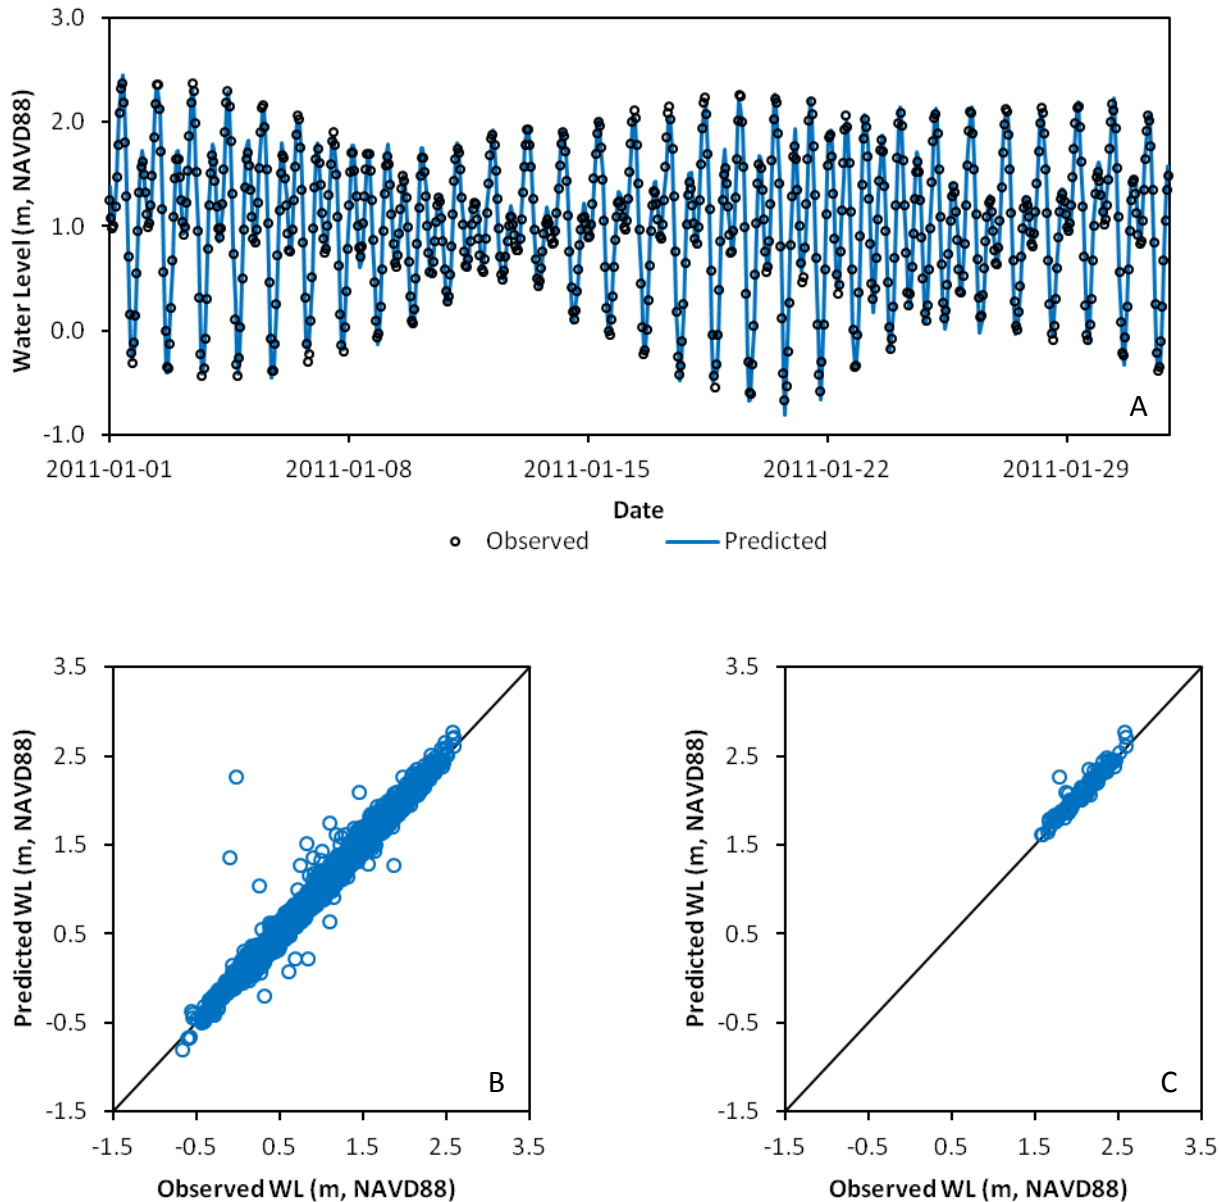 3.0
2.0
1.0
0.0
-1.0
Water Level (m, NAVD88)
A
2011-01-01 2011-01-08 2011-01-15 2011-01-22 2011-01-29
Date
Observed Predicted
3.5
2.5
1.5
0.5
-0.5
-1.5
Predicted WL (m, NAVD88)
B
-1.5 -0.5 0.5 1.5 2.5 3.5
Observed WL (m, NAVD88)
3.5
2.5
1.5
0.5
-0.5
-1.5
Predicted WL (m, NAVD88)
C
-1.5 -0.5 0.5 1.5 2.5 3.5
Observed WL (m, NAVD88)